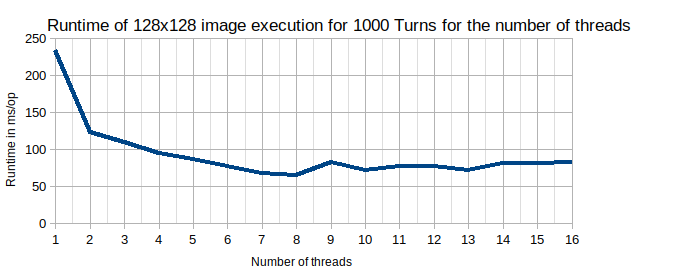 Runtime of 128x128 image execution for 1000 Turns for the number of threads
250
200
150
100
50
0
Runtime in ms/op
1 2 3 4 5 6 7 8 9 10 11 12 13 14 15 16
Number of threads